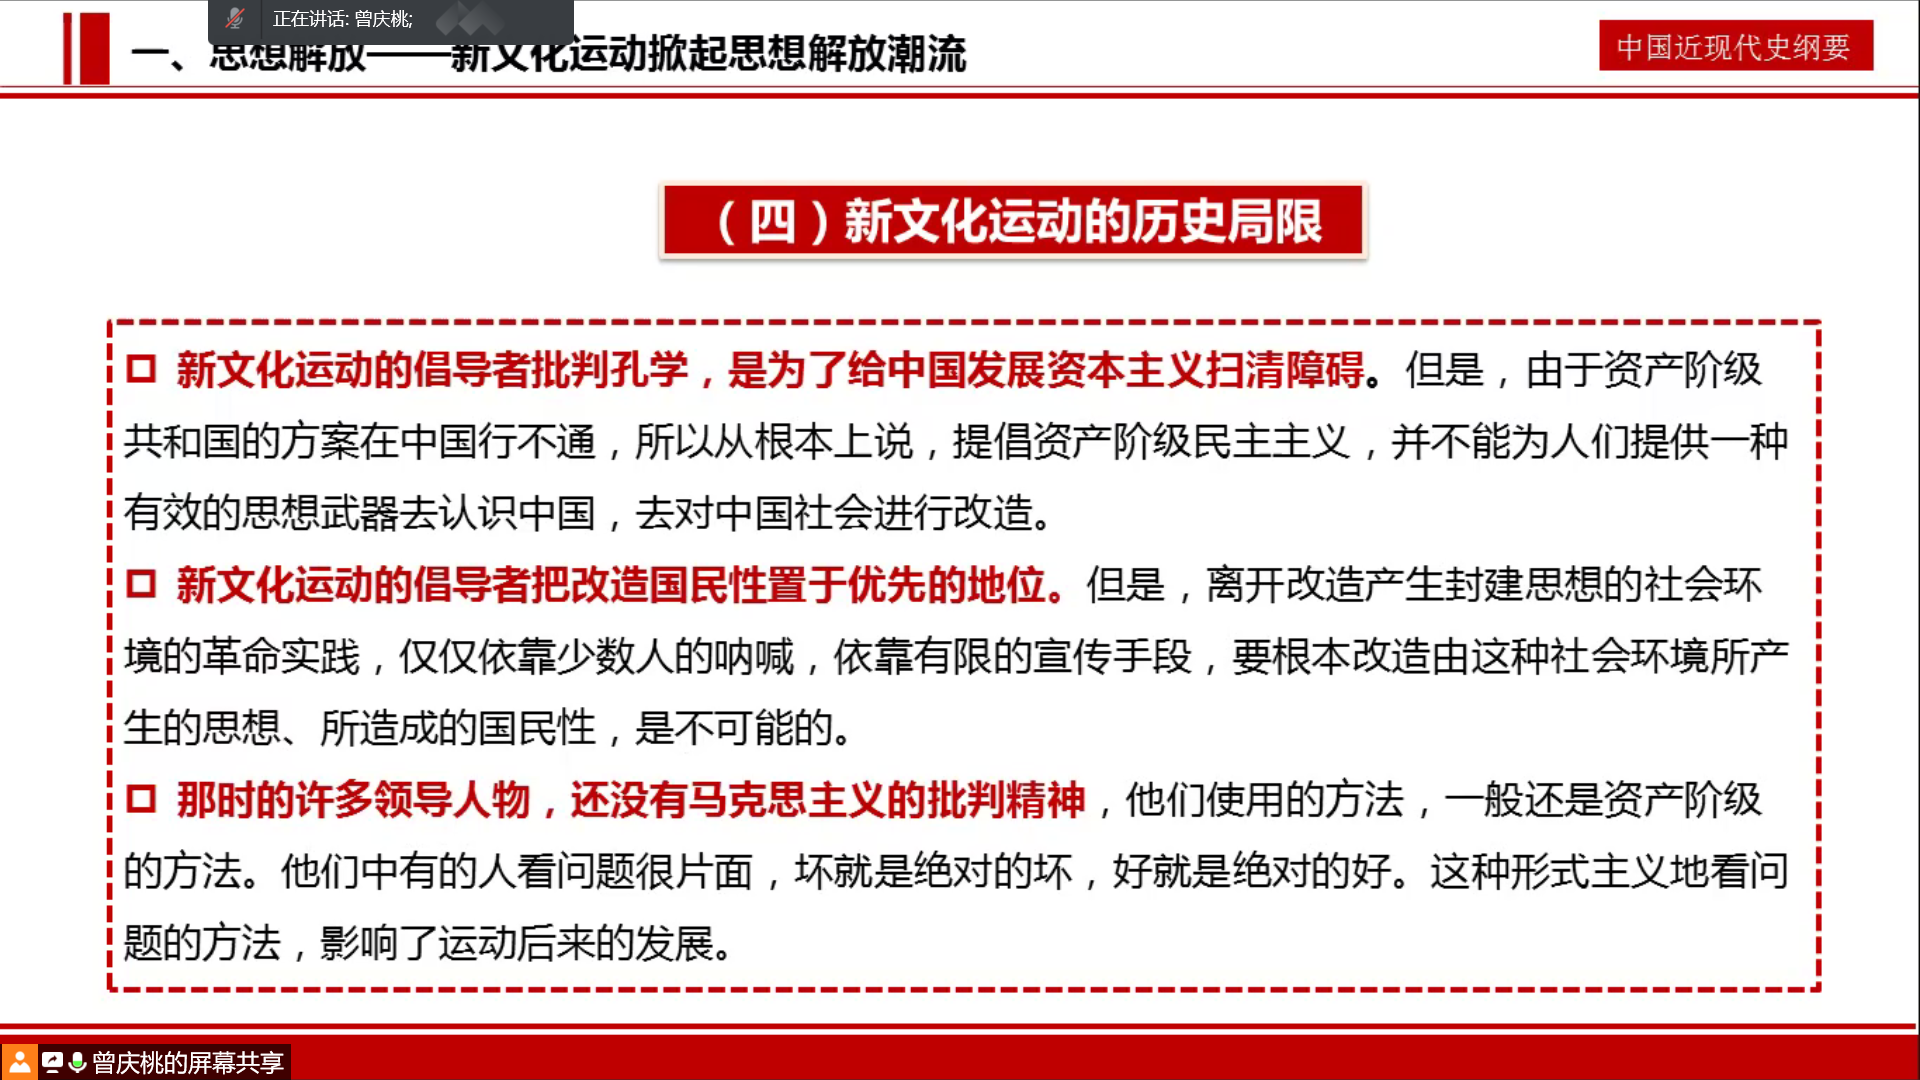 正在讲话: 曾庆桃;
一、思想解放——新文化运动掀起思想解放潮流
中国近现代史纲要
（四）新文化运动的历史局限
新文化运动的倡导者批判孔学，是为了给中国发展资本主义扫清障碍。但是，由于资产阶级
共和国的方案在中国行不通，所以从根本上说，提倡资产阶级民主主义，并不能为人们提供一种
有效的思想武器去认识中国，去对中国社会进行改造。
新文化运动的倡导者把改造国民性置于优先的地位。但是，离开改造产生封建思想的社会环
境的革命实践，仅仅依靠少数人的呐喊，依靠有限的宣传手段，要根本改造由这种社会环境所产
生的思想、所造成的国民性，是不可能的。
那时的许多领导人物，还没有马克思主义的批判精神，他们使用的方法，一般还是资产阶级
的方法。他们中有的人看问题很片面，坏就是绝对的坏，好就是绝对的好。这种形式主义地看问
题的方法，影响了运动后来的发展。
曾庆桃的屏幕共享